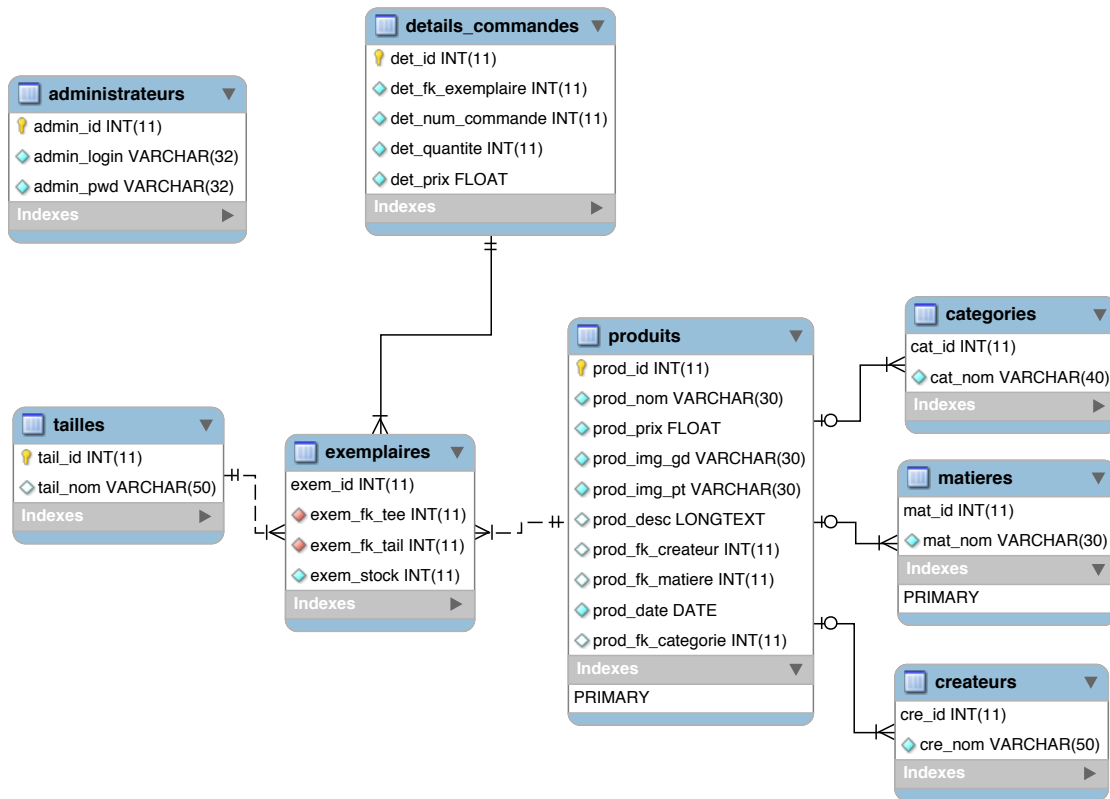 details_commandes
det_id INT(11)
det_fk_exemplaire INT(11)
det_num_commande INT(11)
det_quantite INT(11)
det_prix FLOAT
Indexes
administrateurs
admin_id INT(11)
admin_login VARCHAR(32)
admin_pwd VARCHAR(32)
Indexes
tailles
tail_id INT(11)
tail_nom VARCHAR(50)
Indexes
exemplaires
exem_id INT(11)
exem_fk_tee INT(11)
exem_fk_tail INT(11)
exem_stock INT(11)
Indexes
produits
prod_id INT(11)
prod_nom VARCHAR(30)
prod_prix FLOAT
prod_img_gd VARCHAR(30)
prod_img_pt VARCHAR(30)
prod_desc LONGTEXT
prod_fk_createur INT(11)
prod_fk_matiere INT(11)
prod_date DATE
prod_fk_categorie INT(11)
Indexes
PRIMARY
categories
cat_id INT(11)
cat_nom VARCHAR(40)
Indexes
matieres
mat_id INT(11)
mat_nom VARCHAR(30)
Indexes
PRIMARY
createurs
cre_id INT(11)
cre_nom VARCHAR(50)
Indexes